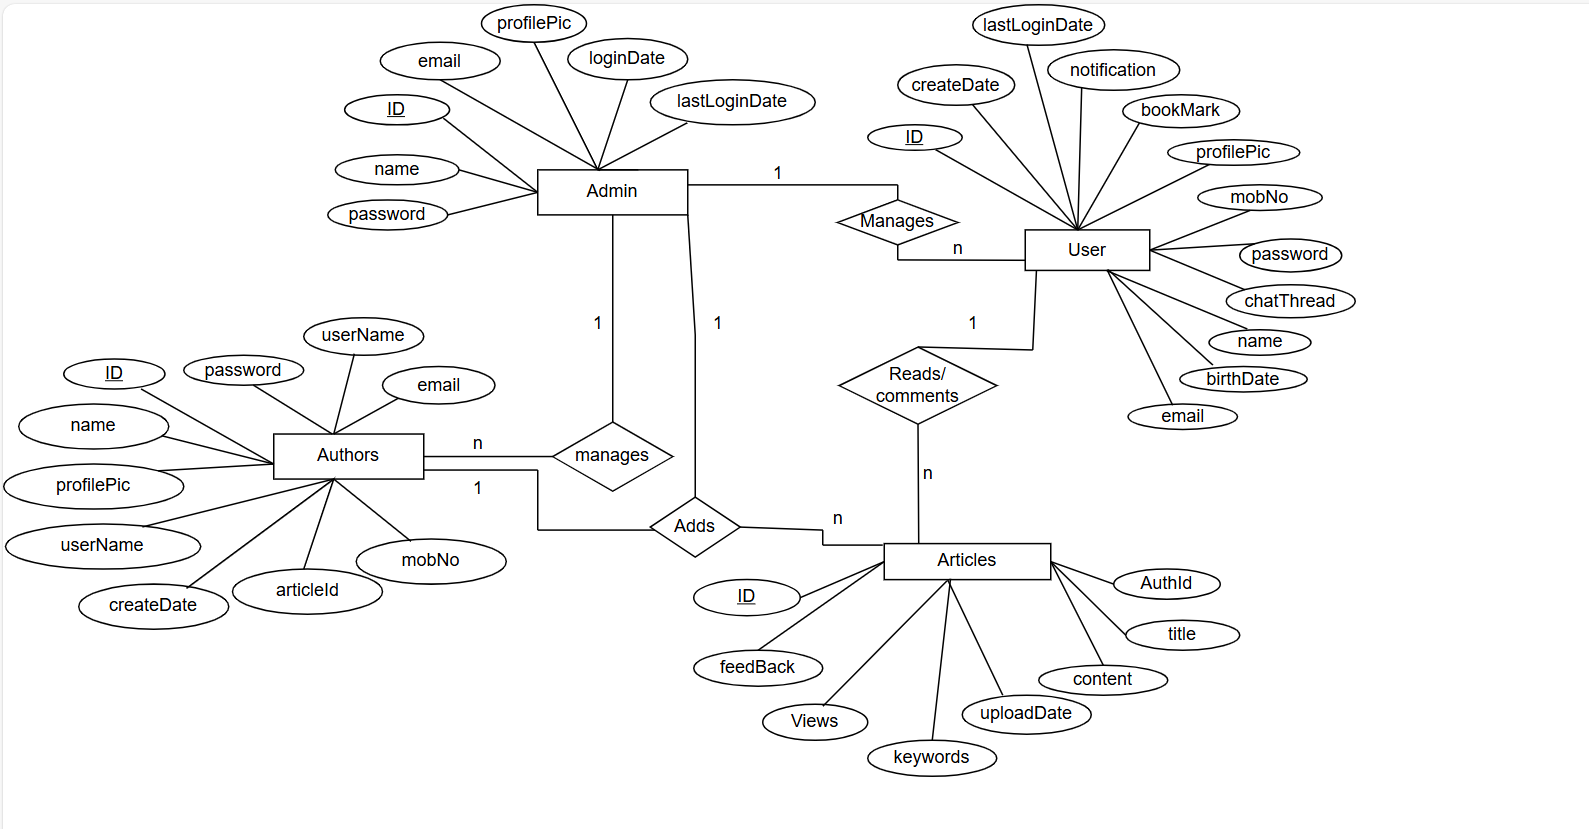 profilePic
lastLoginDate
email
loginDate
notification
createDate
ID
lastLoginDate
bookMark
ID
profilePic
name
Admin
1
mobNo
password
Manages
User
n
password
chatThread
userName
1
1
1
name
ID
password
email
Reads/
comments
birthDate
name
email
Authors
n
manages
profilePic
1
n
userName
Adds
n
mobNo
Articles
createDate
articleId
ID
AuthId
title
feedBack
content
Views
uploadDate
keywords